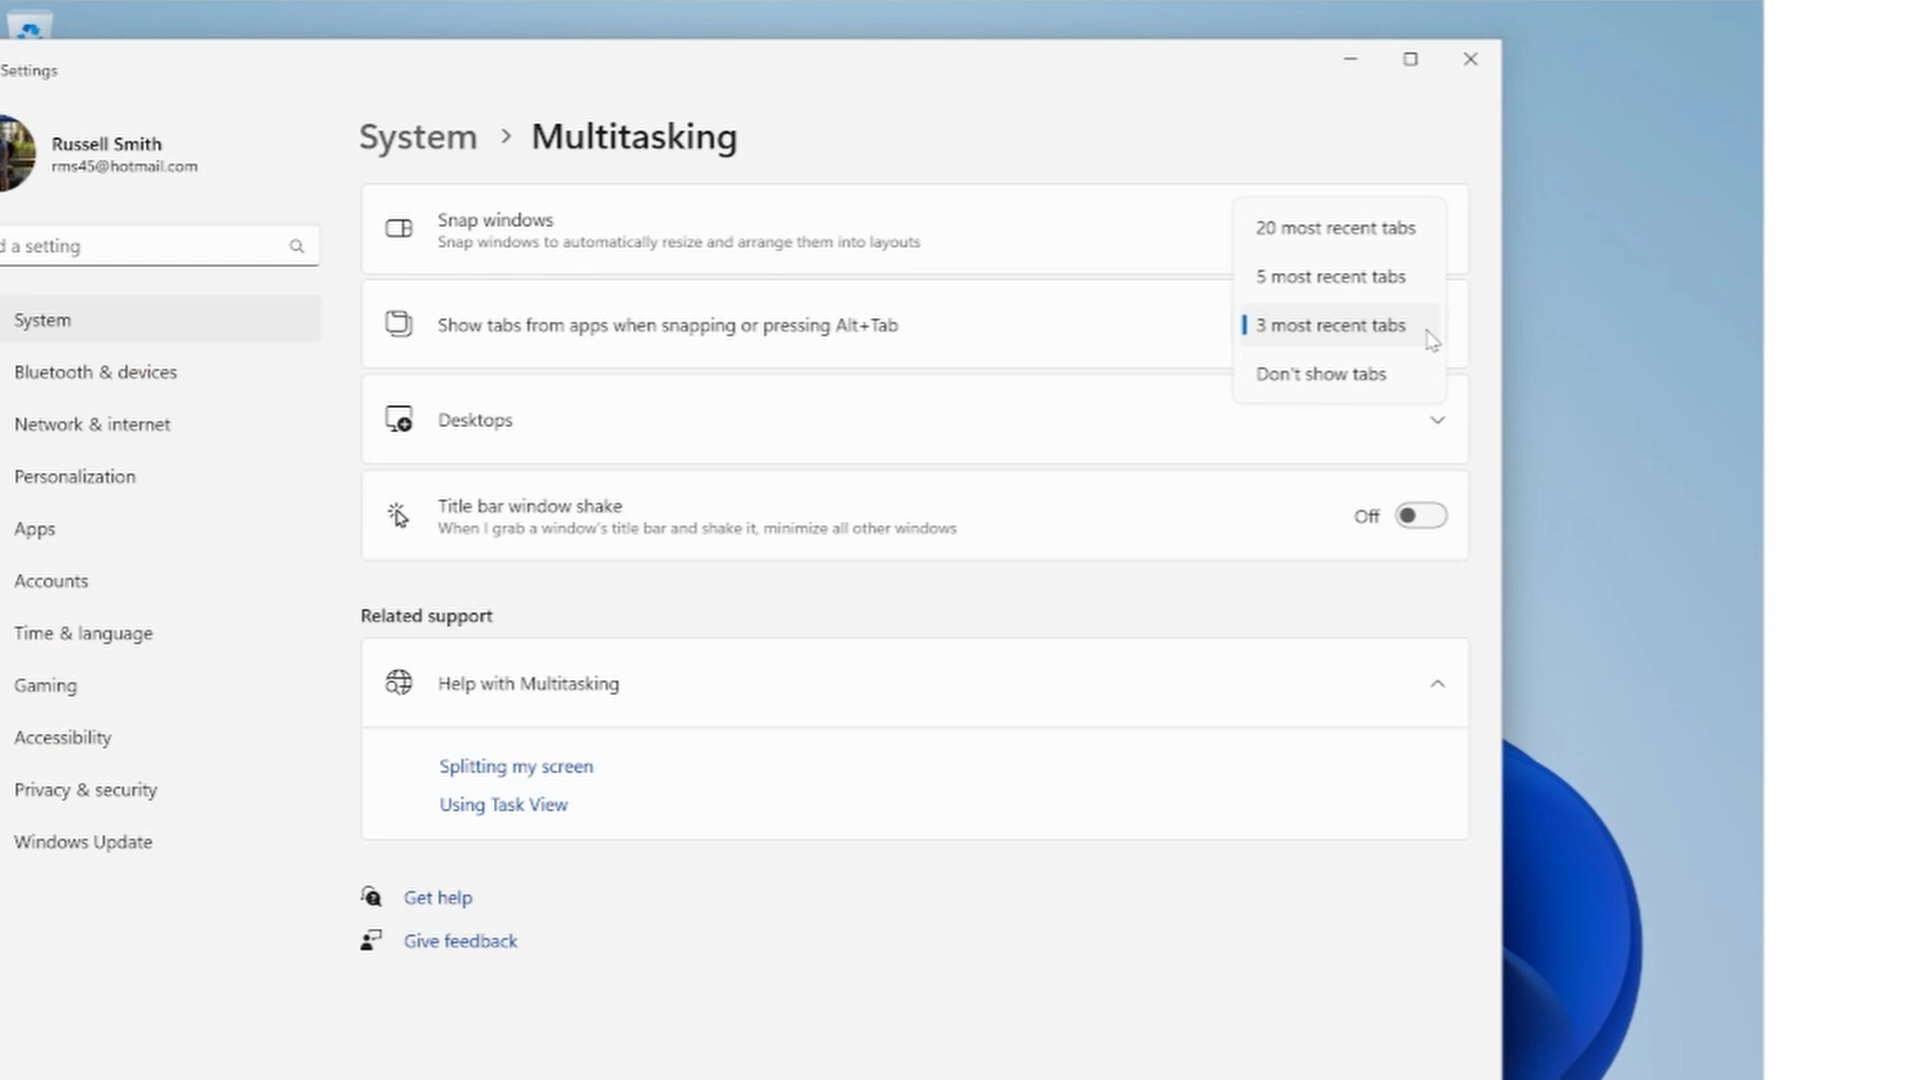 Settings
Russell Smith
rms45@hotmail.com
d a setting
System
Bluetooth & devices
Network & internet
Personalization
Apps
Accounts
Time & language
Gaming
Accessibility
Privacy & security
Windows Update
System > Multitasking
Snap windows
Snap windows to automatically resize and arrange them into layouts
Show tabs from apps when snapping or pressing Alt+Tab
20 most recent tabs
5 most recent tabs
3 most recent tabs
Don't show tabs
Desktops
Title bar window shake
When I grab a window's title bar and shake it, minimize all other windows
Off
Related support
Help with Multitasking
Splitting my screen
Using Task View
Get help
Give feedback